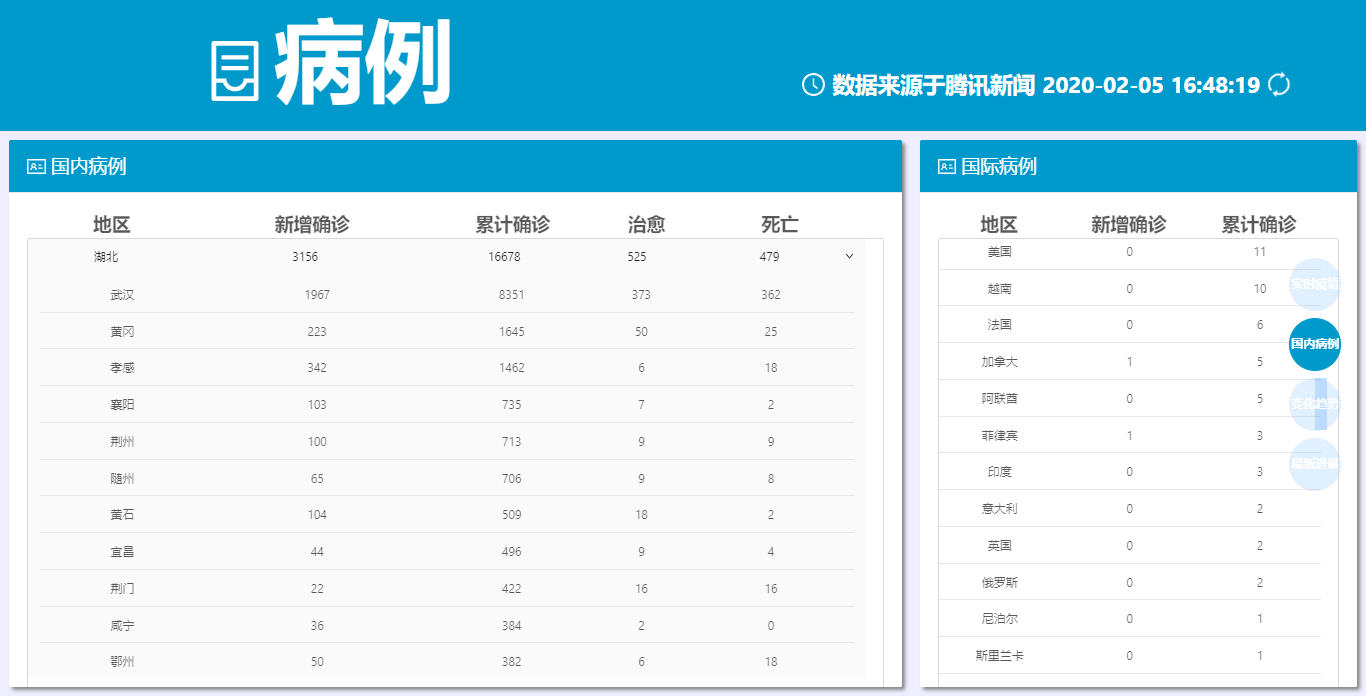 病例
数据来源于腾讯新闻 2020-02-05 16:48:19
国内病例
地区 新增确诊 累计确诊 治愈 死亡
湖北 3156 16678 525 479
武汉 1967 8351 373 362
黄冈 223 1645 50 25
孝感 342 1462 6 18
襄阳 103 735 7 2
荆州 100 713 9 9
随州 65 706 9 8
黄石 104 509 18 2
宜昌 44 496 9 4
荆门 22 422 16 16
咸宁 36 384 2 0
鄂州 50 382 6 18
国际病例
地区 新增确诊 累计确诊
美国 0 11
越南 0 10
法国 0 6
加拿大 1 5
阿联酋 0 5
菲律宾 1 3
印度 0 3
意大利 0 2
英国 0 2
俄罗斯 0 2
尼泊尔 0 1
斯里兰卡 0 1
实时疫情
国内病例
变化趋势
最新进展